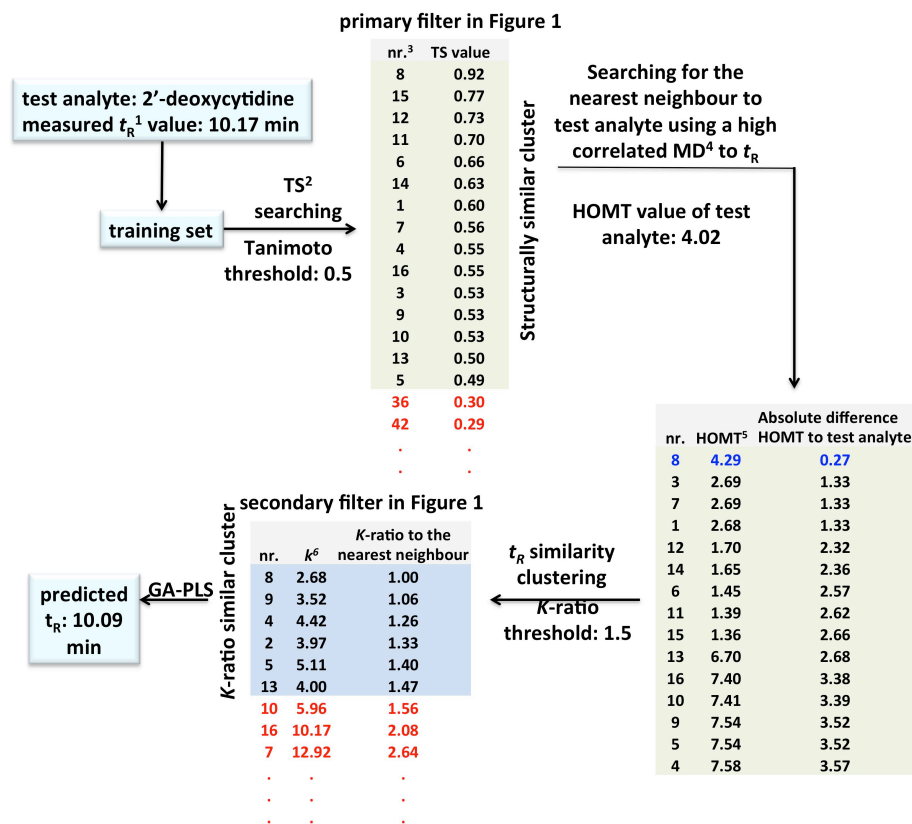 primary filter in Figure 1
test analyte: 2’-deoxycytidine
measured tR1 value: 10.17 min
training set
TS2
searching
Tanimoto
threshold: 0.5
nr.3 TS value
8 0.92
15 0.77
12 0.73
11 0.70
6 0.66
14 0.63
1 0.60
7 0.56
4 0.55
16 0.55
3 0.53
9 0.53
10 0.53
13 0.50
5 0.49
36 0.30
42 0.29
. .
. .
Structurally similar cluster
Searching for the
nearest neighbour to
test analyte using a high
correlated MD4 to tR
HOMT value of test
analyte: 4.02
Absolute difference
nr. HOMT5 HOMT to test analyte
8 4.29 0.27
3 2.69 1.33
7 2.69 1.33
1 2.68 1.33
12 1.70 2.32
14 1.65 2.36
6 1.45 2.57
11 1.39 2.62
15 1.36 2.66
13 6.70 2.68
16 7.40 3.38
10 7.41 3.39
9 7.54 3.52
5 7.54 3.52
4 7.58 3.57
tR similarity
clustering
K-ratio
threshold: 1.5
secondary filter in Figure 1
K-ratio similar cluster
K-ratio to the
nr. k6 nearest neighbour
8 2.68 1.00
9 3.52 1.06
4 4.42 1.26
2 3.97 1.33
5 5.11 1.40
13 4.00 1.47
10 5.96 1.56
16 10.17 2.08
7 12.92 2.64
. . .
. . .
. . .
GA-PLS
predicted
tR: 10.09
min